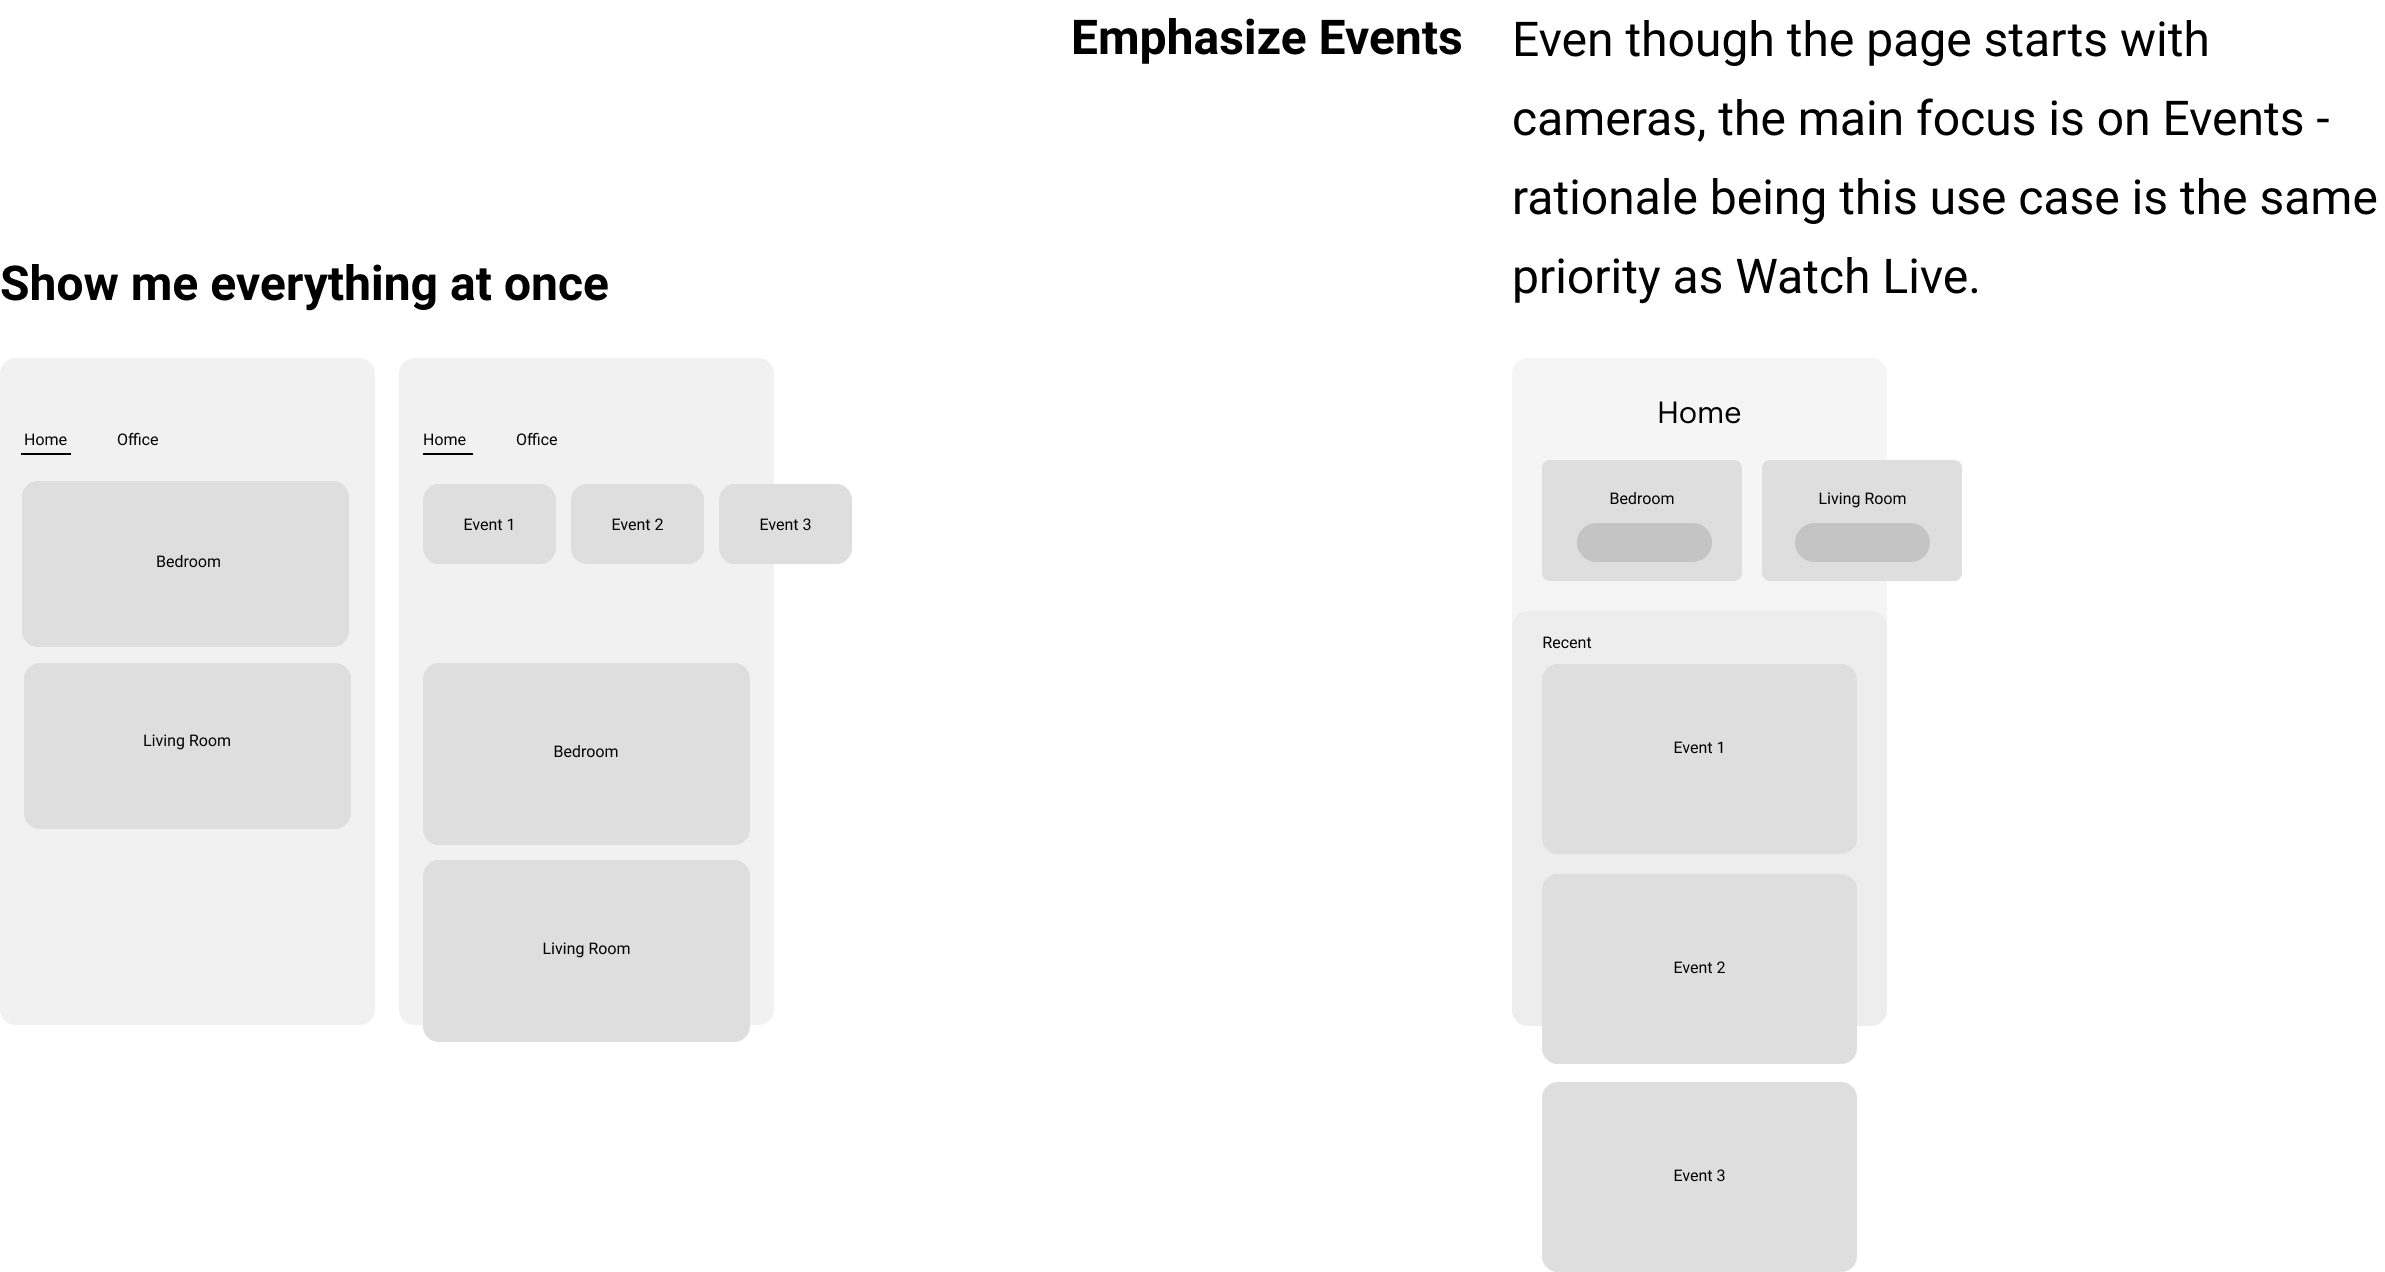 Emphasize Events
Even though the page starts with
cameras, the main focus is on Events -
rationale being this use case is the same
priority as Watch Live.
Show me everything at once
Home Office
Bedroom
Living Room
Home Office
Event 1 Event 2 Event 3
Bedroom
Living Room
Home
Bedroom Living Room
Recent
Event 1
Event 2
Event 3